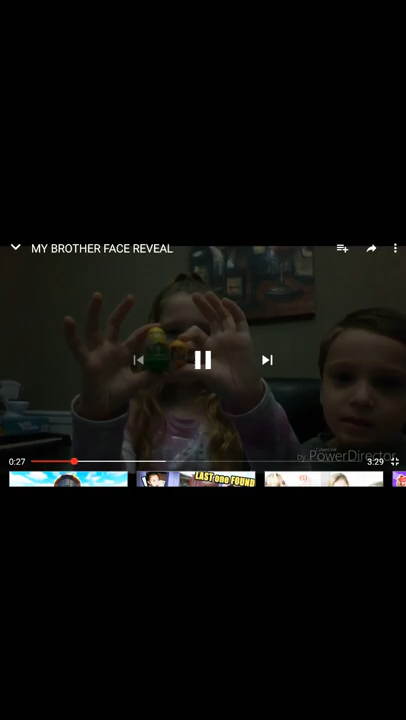 MY BROTHER FACE REVEAL
by PowerDirector
0:27
3:29
LAST one FOUND